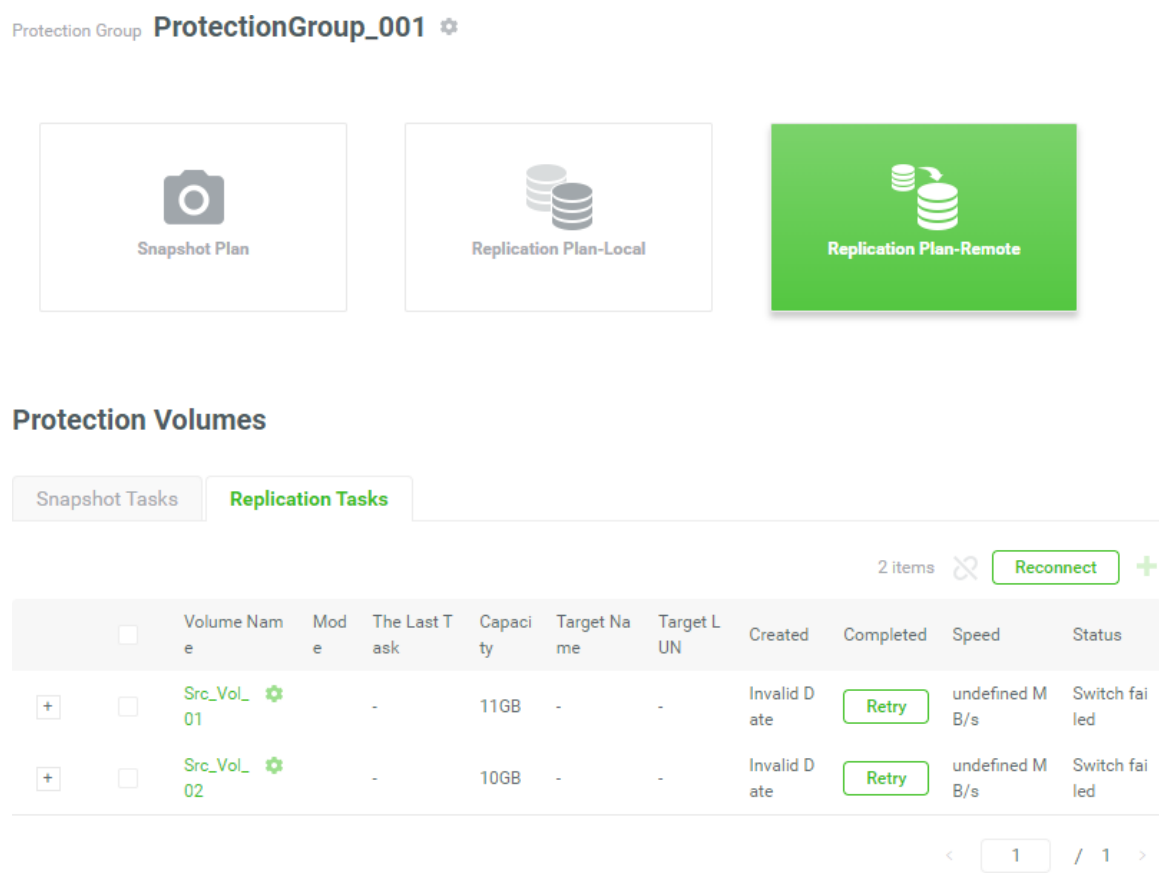 Protection Group ProtectionGroup_001
Snapshot Plan
Replication Plan-Local
Replication Plan-Remote
Protection Volumes
Snapshot Tasks
Replication Tasks
2 items
Reconnect
+
Volume Nam
e
Mod
e
The Last T
ask
Capaci
ty
Target Na
me
Target L
UN
Created
Completed
Speed
Status
+
Src_Vol_
01
-
11GB
-
-
Invalid D
ate
Retry
undefined M
B/s
Switch fai
led
+
Src_Vol_
02
-
10GB
-
-
Invalid D
ate
Retry
undefined M
B/s
Switch fai
led
< 1 / 1 >